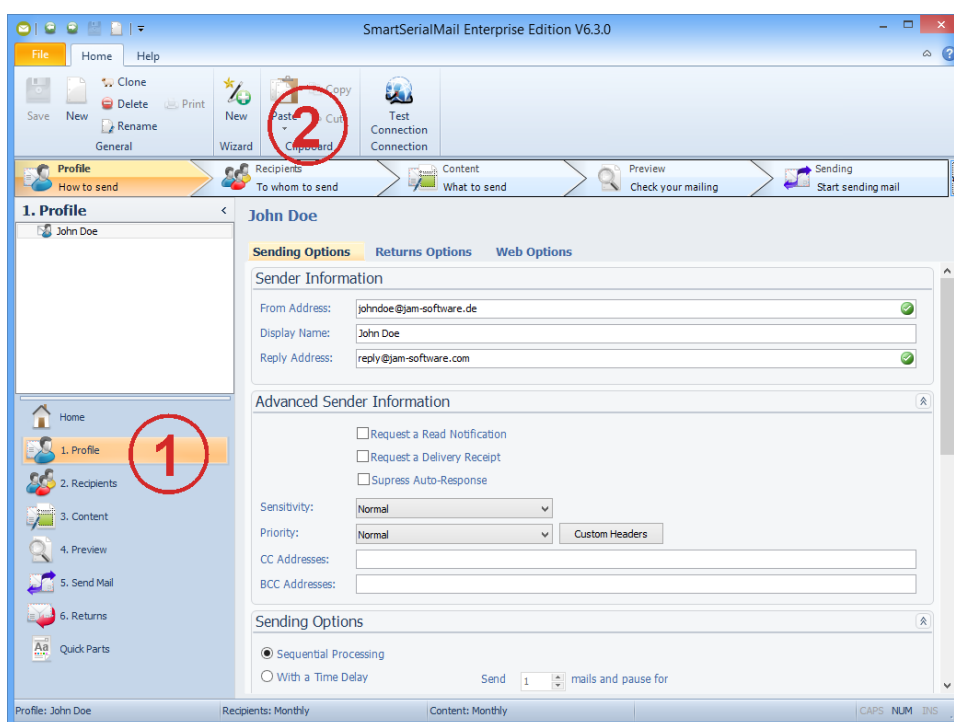 SmartSerialMail Enterprise Edition V6.3.0
File Home Help
Save New Clone Delete Rename Print
General
New
Wizard
Paste Copy Cut
Clipboard
2
Test Connection
Connection
Profile
How to send
Recipients
To whom to send
Content
What to send
Preview
Check your mailing
Sending
Start sending mail
1. Profile
John Doe
Home
1. Profile
1
2. Recipients
3. Content
4. Preview
5. Send Mail
6. Returns
Quick Parts
John Doe
Sending Options Returns Options Web Options
Sender Information
From Address: johndoe@jam-software.de
Display Name: John Doe
Reply Address: reply@jam-software.com
Advanced Sender Information
Request a Read Notification
Request a Delivery Receipt
Supress Auto-Response
Sensitivity: Normal
Priority: Normal Custom Headers
CC Addresses:
BCC Addresses:
Sending Options
Sequential Processing
With a Time Delay Send 1 mails and pause for
Profile: John Doe Recipients: Monthly Content: Monthly CAPS NUM INS